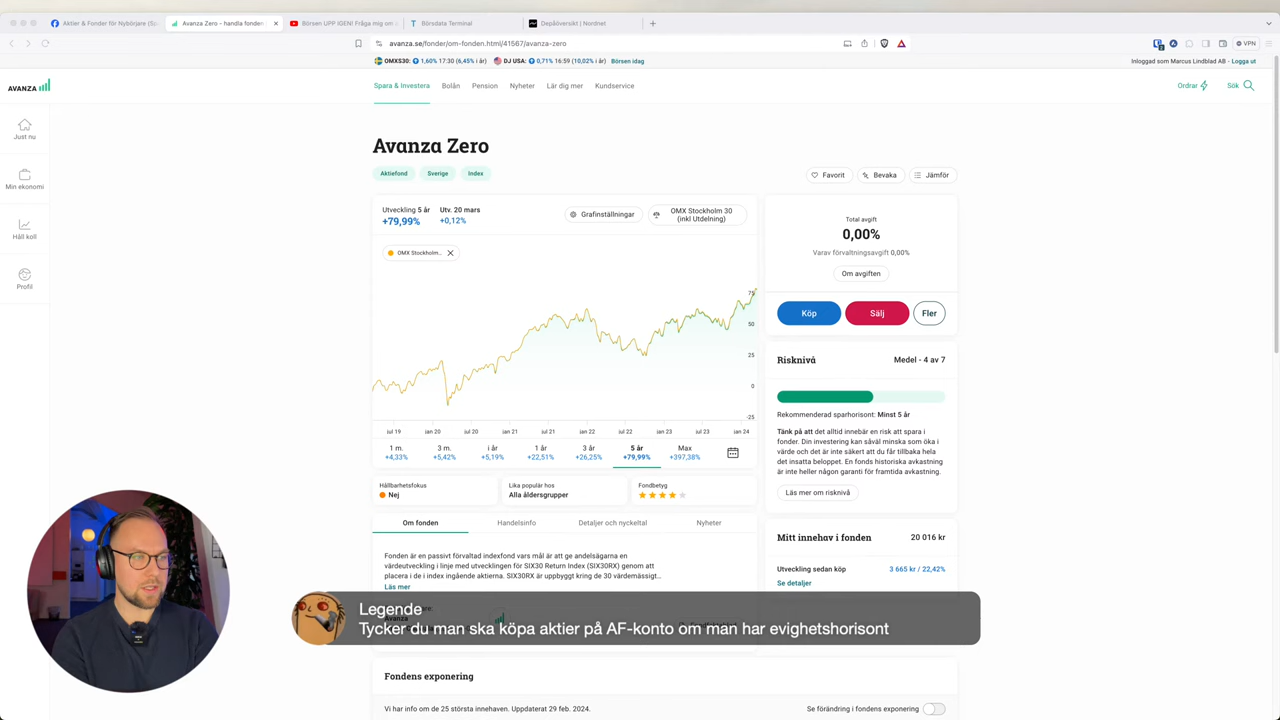 Aktier & Fonder för Nybörjare (Su
Avanza Zero – handla fonden
Börsen UPP IGEN! Fråga mig om
Börsdata Terminal
Depåöversikt | Nordnet
avanza.se/fonder/om-fonden.html/41567/avanza-zero
VPN
OMXS30: 1,60% 17:30 (6,45% i år) DJ USA: 0,71% 16:59 (10,02% i år) Börsen idag
Inloggad som Marcus Lindblad AB - Logga ut
AVANZA
Spara & Investera Bolån Pension Nyheter Lär dig mer Kundservice
Ordrar Sök
Just nu
Min ekonomi
Håll koll
Profil
Avanza Zero
Aktiefond Sverige Index
Favorit Bevaka Jämför
Utveckling 5 år
+79,99%
Utv. 20 mars
+0,12%
Grafinställningar
OMX Stockholm 30
(inkl Utdelning)
OMX Stockholm...
75
50
25
0
-25
jul 19 jan 20 jul 20 jan 21 jul 21 jan 22 jul 22 jan 23 jul 23 jan 24
1 m. 3 m. i år 1 år 3 år 5 år Max
+4,33% +5,42% +5,19% +22,51% +26,25% +79,99% +397,38%
Hållbarhetsfokus
Nej
Lika populär hos
Alla åldersgrupper
Fondbetyg
Om fonden Handelsinfo Detaljer och nyckeltal Nyheter
Fonden är en passivt förvaltad indexfond vars mål är att ge andelsägarna en
värdeutveckling i linje med utvecklingen för SIX30 Return Index (SIX30RX) genom att
placera i de i index ingående aktierna. SIX30RX är uppbyggt kring de 30 värdemässigt...
Läs mer
Total avgift
0,00%
Varav förvaltningsavgift 0,00%
Om avgiften
Köp Sälj Fler
Risknivå Medel - 4 av 7
Rekommenderad sparhorisont: Minst 5 år
Tänk på att det alltid innebär en risk att spara i
fonder. Din investering kan såväl minska som öka i
värde och det är inte säkert att du får tillbaka hela
det insatta beloppet. En fonds historiska avkastning
är inte heller någon garanti för framtida avkastning.
Läs mer om risknivå
Mitt innehav i fonden 20 016 kr
Utveckling sedan köp 3 665 kr / 22,42%
Se detaljer
Legende
Tycker du man ska köpa aktier på AF-konto om man har evighetshorisont
Fondens exponering
Vi har info om de 25 största innehaven. Uppdaterat 29 feb. 2024.
Se förändring i fondens exponering